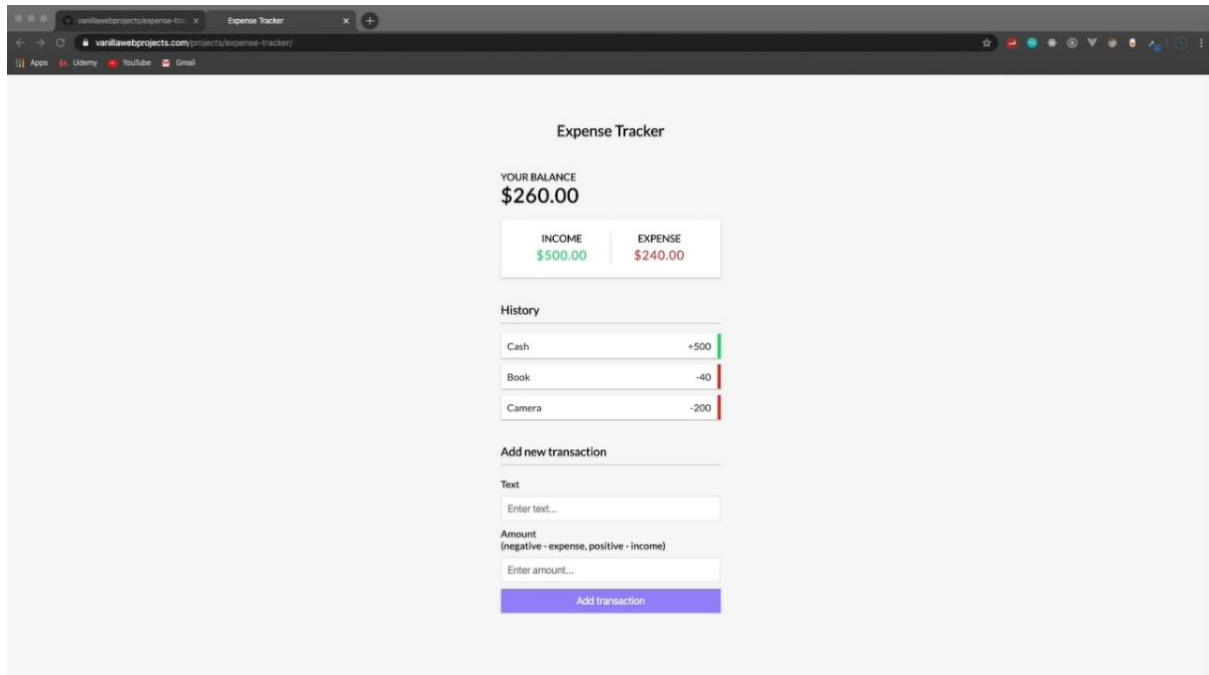 vanillawebprojects/expense-tra
Expense Tracker
vanillawebprojects.com/projects/expense-tracker/
Apps
Udemy
YouTube
Gmail
Expense Tracker
YOUR BALANCE
$260.00
INCOME
EXPENSE
$500.00
$240.00
History
Cash +500
Book -40
Camera -200
Add new transaction
Text
Enter text...
Amount
(negative - expense, positive - income)
Enter amount...
Add transaction